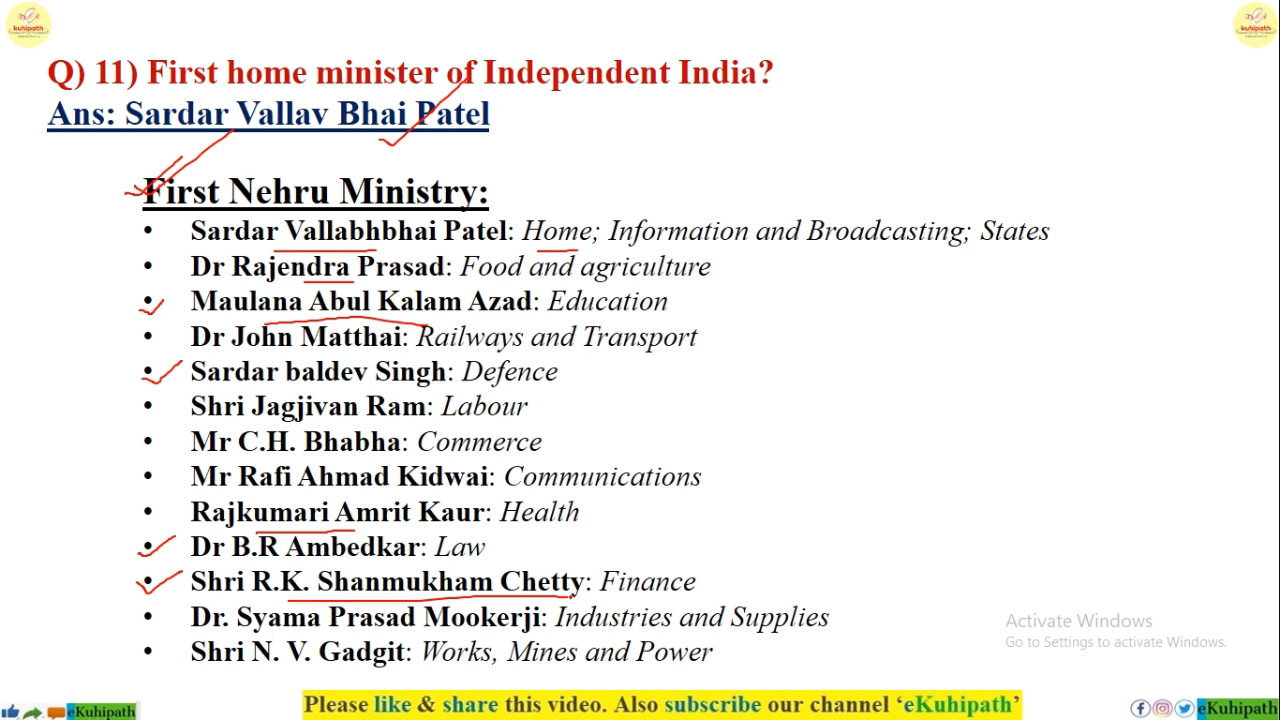 kuhipath
kuhipath
Q) 11) First home minister of Independent India?
Ans: Sardar Vallav Bhai Patel
First Nehru Ministry:
• Sardar Vallabhbhai Patel: Home; Information and Broadcasting; States
• Dr Rajendra Prasad: Food and agriculture
• Maulana Abul Kalam Azad: Education
• Dr John Matthai: Railways and Transport
• Sardar baldev Singh: Defence
• Shri Jagjivan Ram: Labour
• Mr C.H. Bhabha: Commerce
• Mr Rafi Ahmad Kidwai: Communications
• Rajkumari Amrit Kaur: Health
• Dr B.R Ambedkar: Law
• Shri R.K. Shanmukham Chetty: Finance
• Dr. Syama Prasad Mookerji: Industries and Supplies
• Shri N. V. Gadgit: Works, Mines and Power
Activate Windows
Go to Settings to activate Windows.
eKuhipath
Please like & share this video. Also subscribe our channel ‘eKuhipath’
eKuhipath